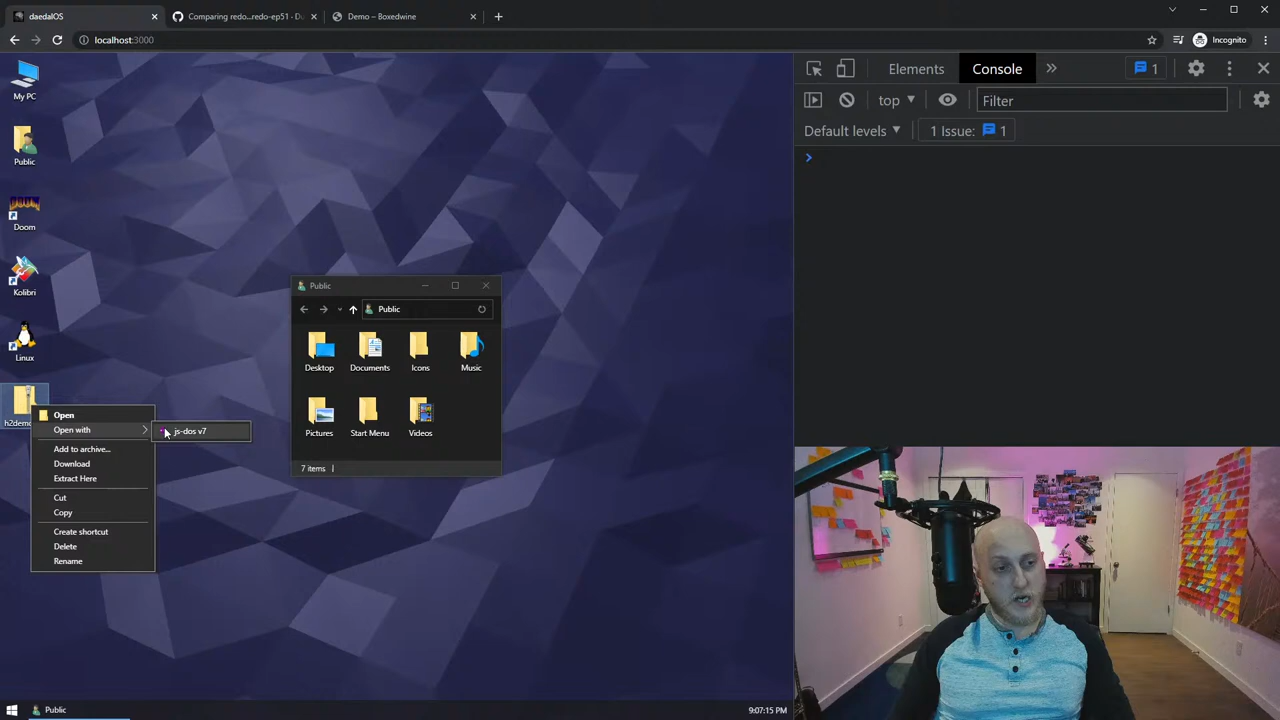 daedalOS
Comparing redo...redo-ep51 · D
Demo – Boxedwine
localhost:3000
Incognito
My PC
Public
Doom
Kolibri
Linux
h2dem
Open
Open with
js-dos v7
Add to archive...
Download
Extract Here
Cut
Copy
Create shortcut
Delete
Rename
Public
Public
Desktop
Documents
Icons
Music
Pictures
Start Menu
Videos
7 items
Elements
Console
1
top
Filter
Default levels
1 Issue:
1
Public
9:07:15 PM